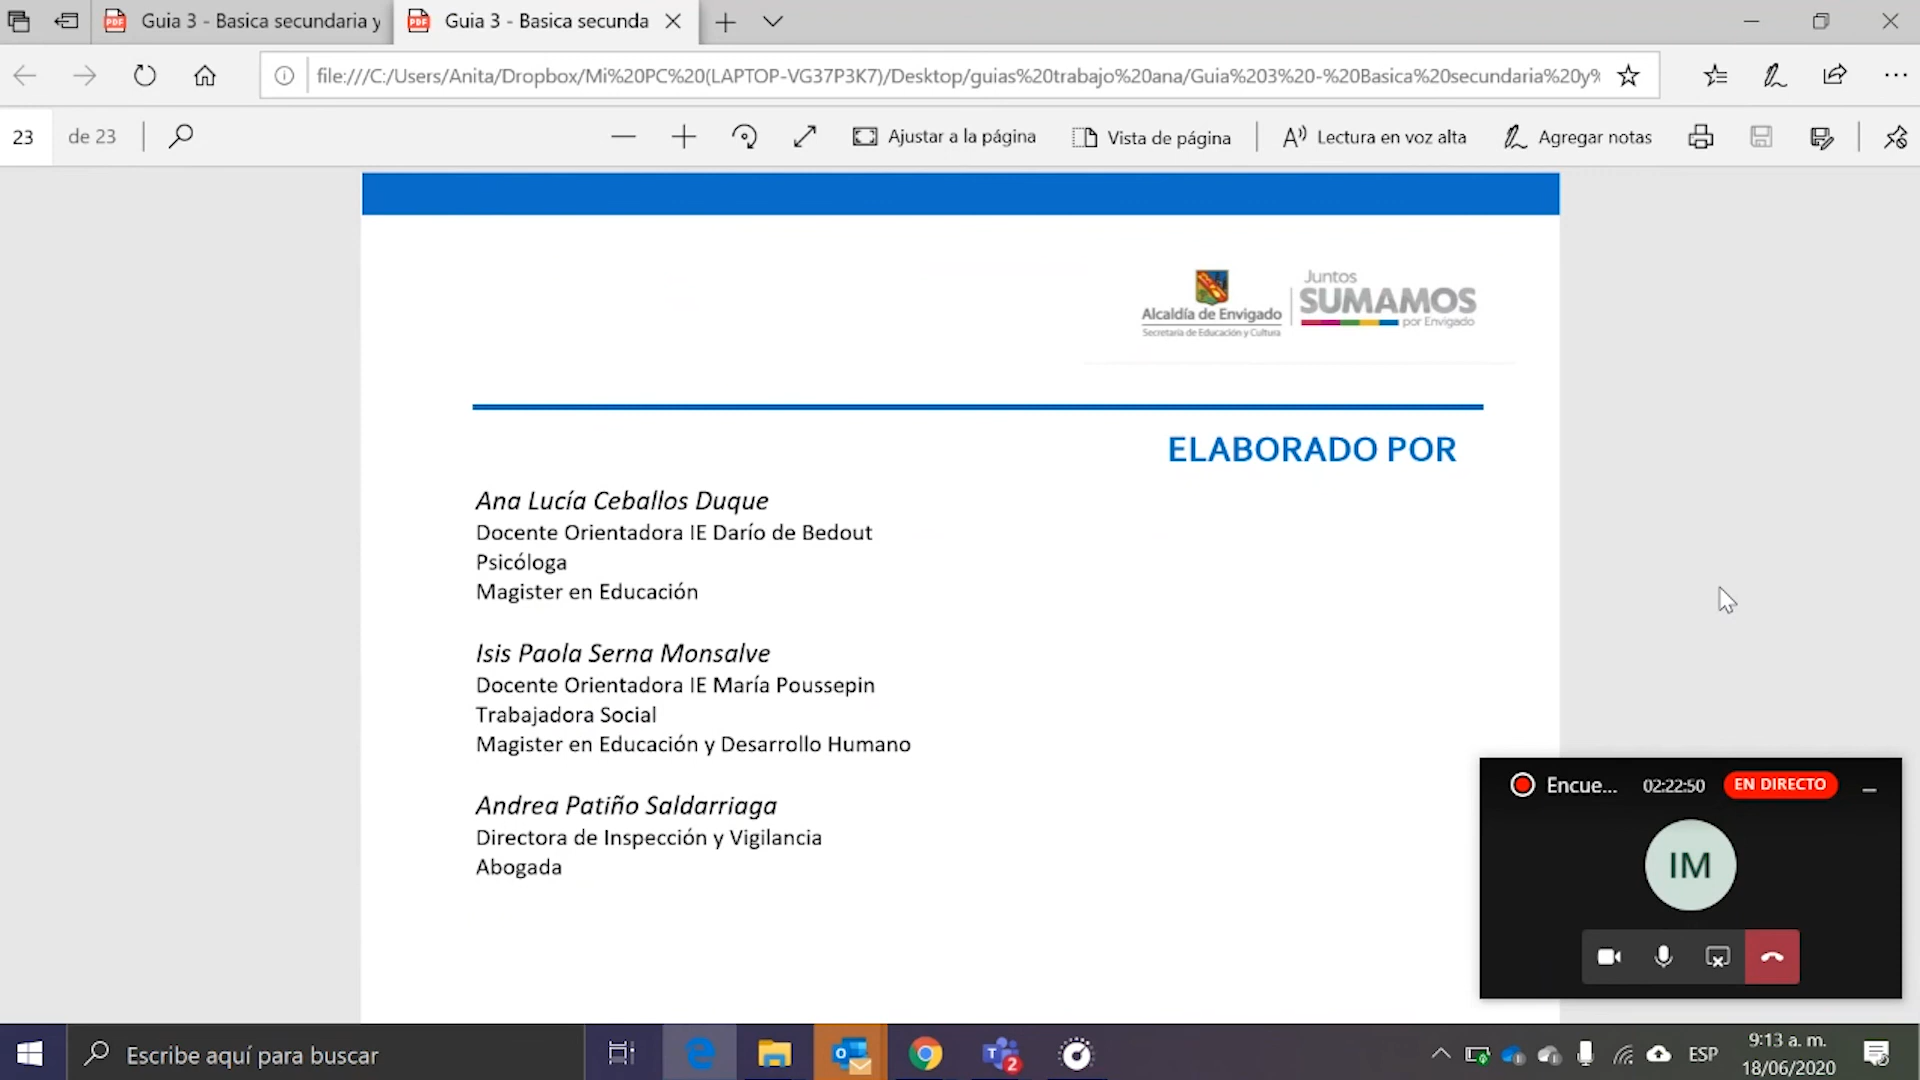 Guia 3 - Basica secundaria y
Guia 3 - Basica secunda
file:///C:/Users/Anita/Dropbox/Mi%20PC%20(LAPTOP-VG37P3K7)/Desktop/guias%20trabajo%20ana/Guia%203%20-%20Basica%20secundaria%20y%
23 de 23
Ajustar a la página
Vista de página
Lectura en voz alta
Agregar notas
Alcaldía de Envigado
Secretaría de Educación y Cultura
Juntos
SUMAMOS
por Envigado
ELABORADO POR
Ana Lucía Ceballos Duque
Docente Orientadora IE Darío de Bedout
Psicóloga
Magister en Educación
Isis Paola Serna Monsalve
Docente Orientadora IE María Poussepin
Trabajadora Social
Magister en Educación y Desarrollo Humano
Andrea Patiño Saldarriaga
Directora de Inspección y Vigilancia
Abogada
Encue... 02:22:50 EN DIRECTO
IM
Escribe aquí para buscar
2
ESP
9:13 a. m.
18/06/2020